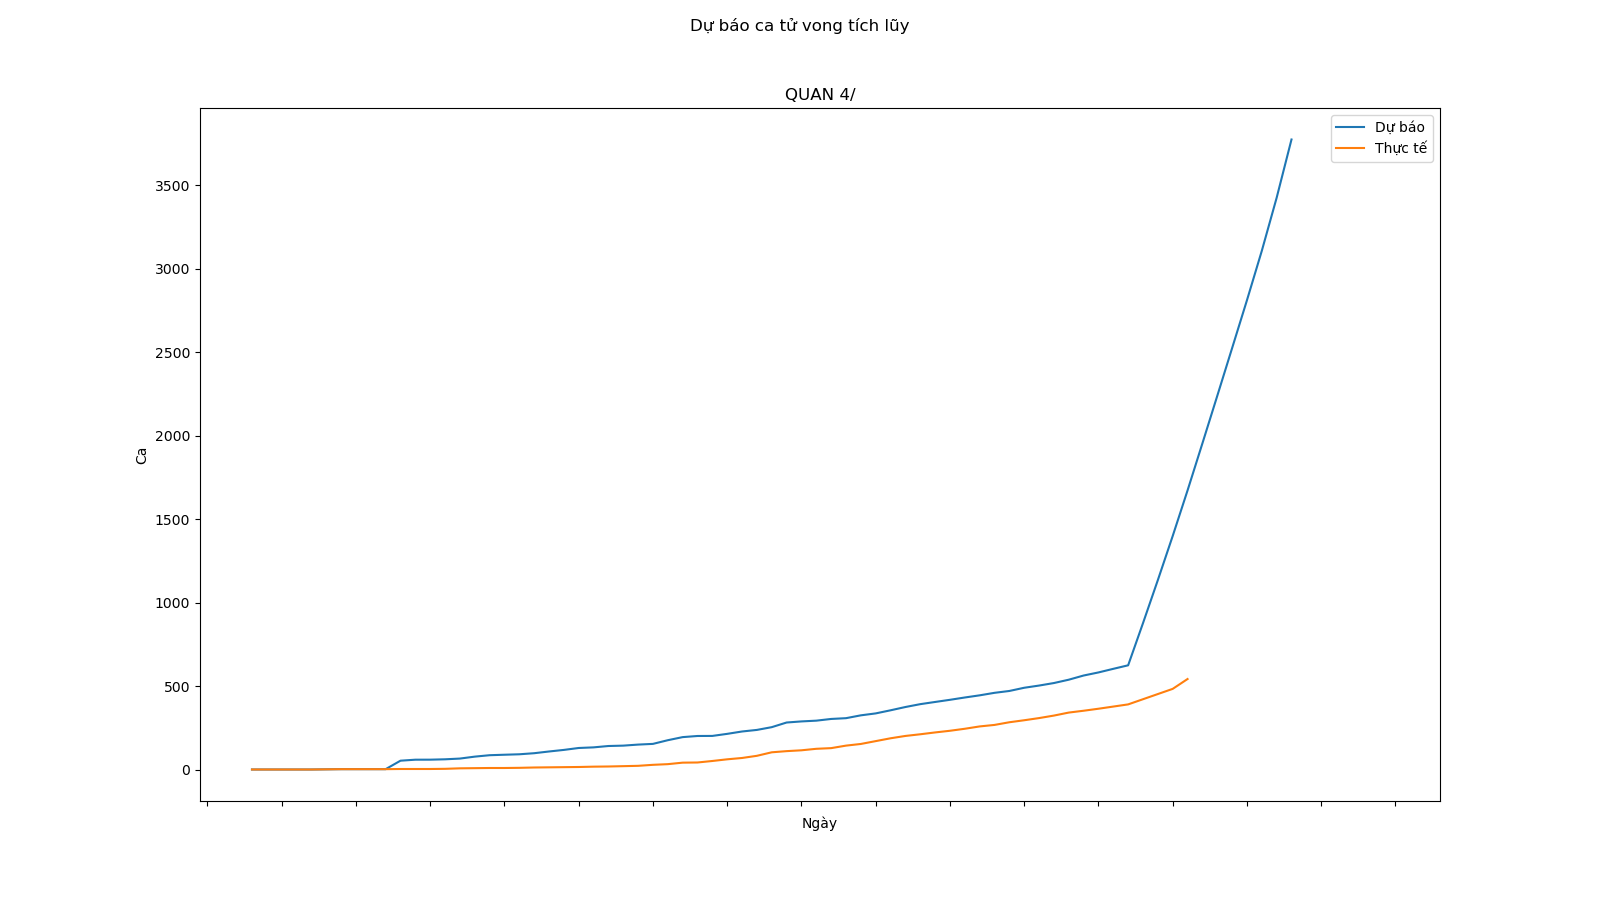 Dự báo ca tử vong tích lũy
QUAN 4/
Dự báo
Thực tế
3500
3000
2500
2000
1500
1000
500
0
Ca
Ngày